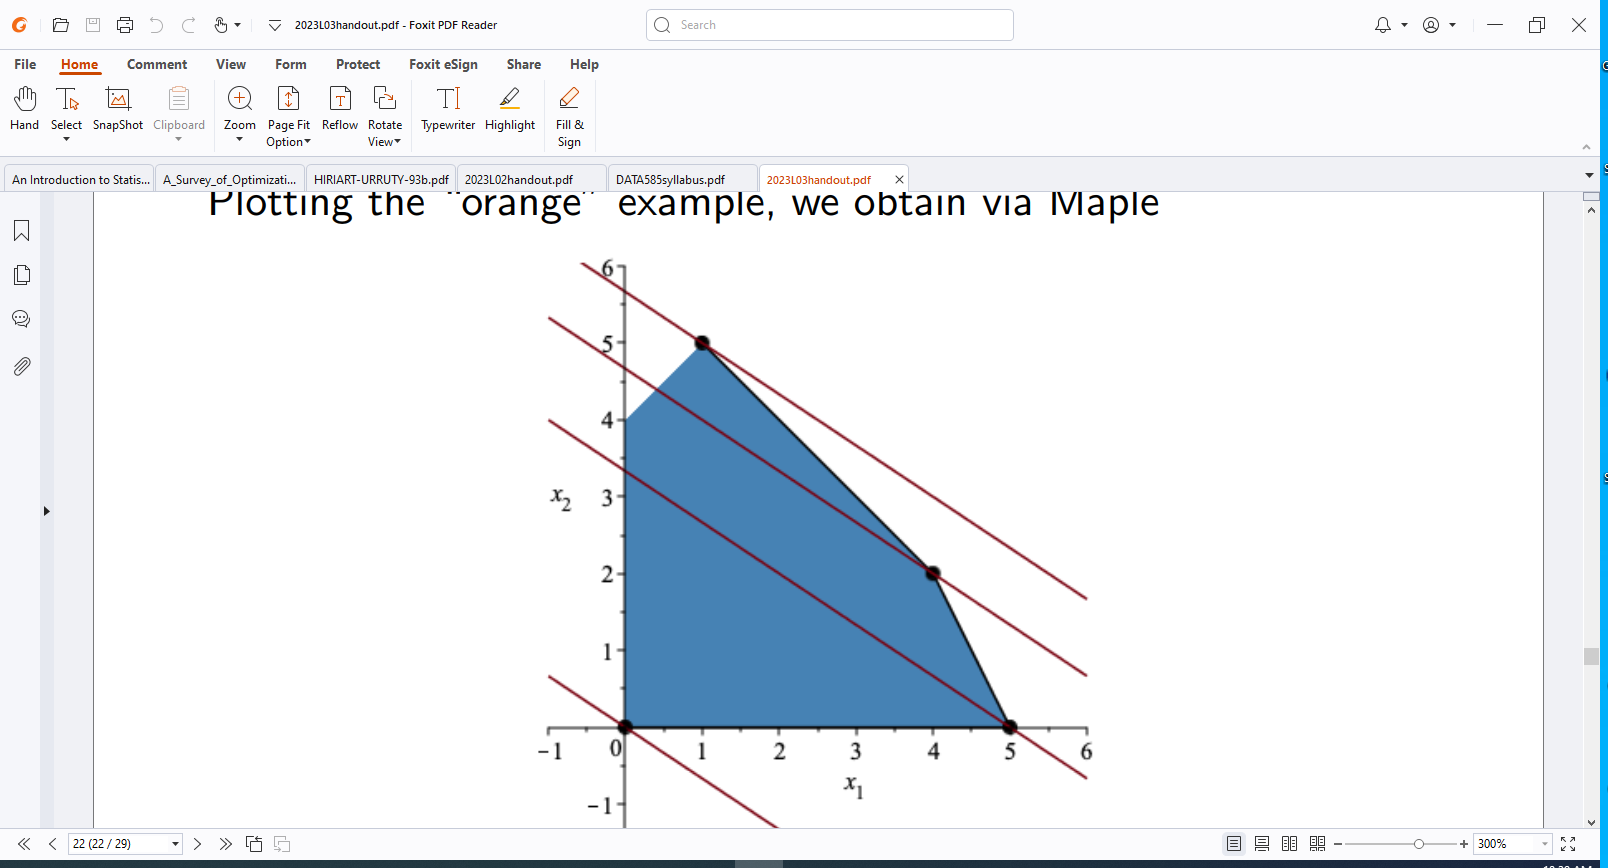 2023L03handout.pdf - Foxit PDF Reader
Search
File Home Comment View Form Protect Foxit eSign Share Help
Hand Select SnapShot Clipboard Zoom Page Fit Option Reflow Rotate View Typewriter Highlight Fill & Sign
An Introduction to Statis... A_Survey_of_Optimizati... HIRIART-URRUTY-93b.pdf 2023L02handout.pdf DATA585syllabus.pdf 2023L03handout.pdf
Plotting the "orange" example, we obtain via Maple
6
5
4
x2 3
2
1
−1 0 1 2 3 4 5 6
x1
−1
22 (22 / 29) 300%